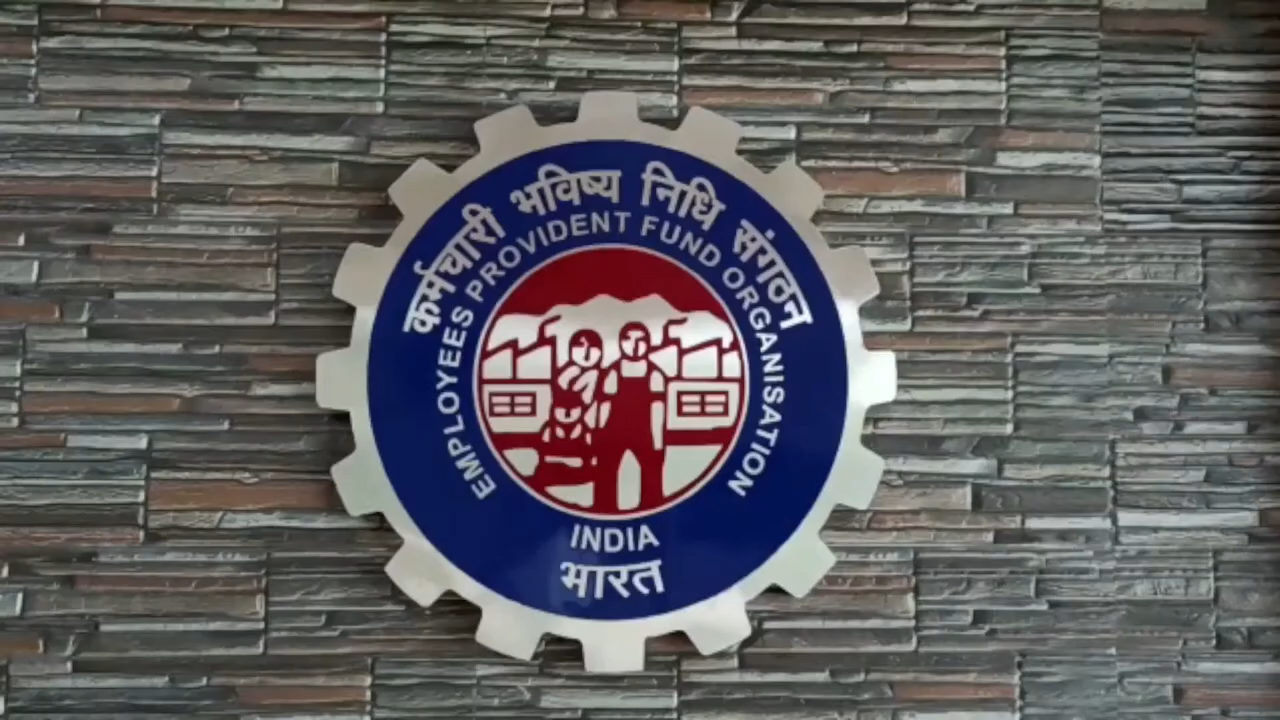 कर्मचारी भविष्य निधि संगठन
EMPLOYEES PROVIDENT FUND ORGANISATION
INDIA
भारत